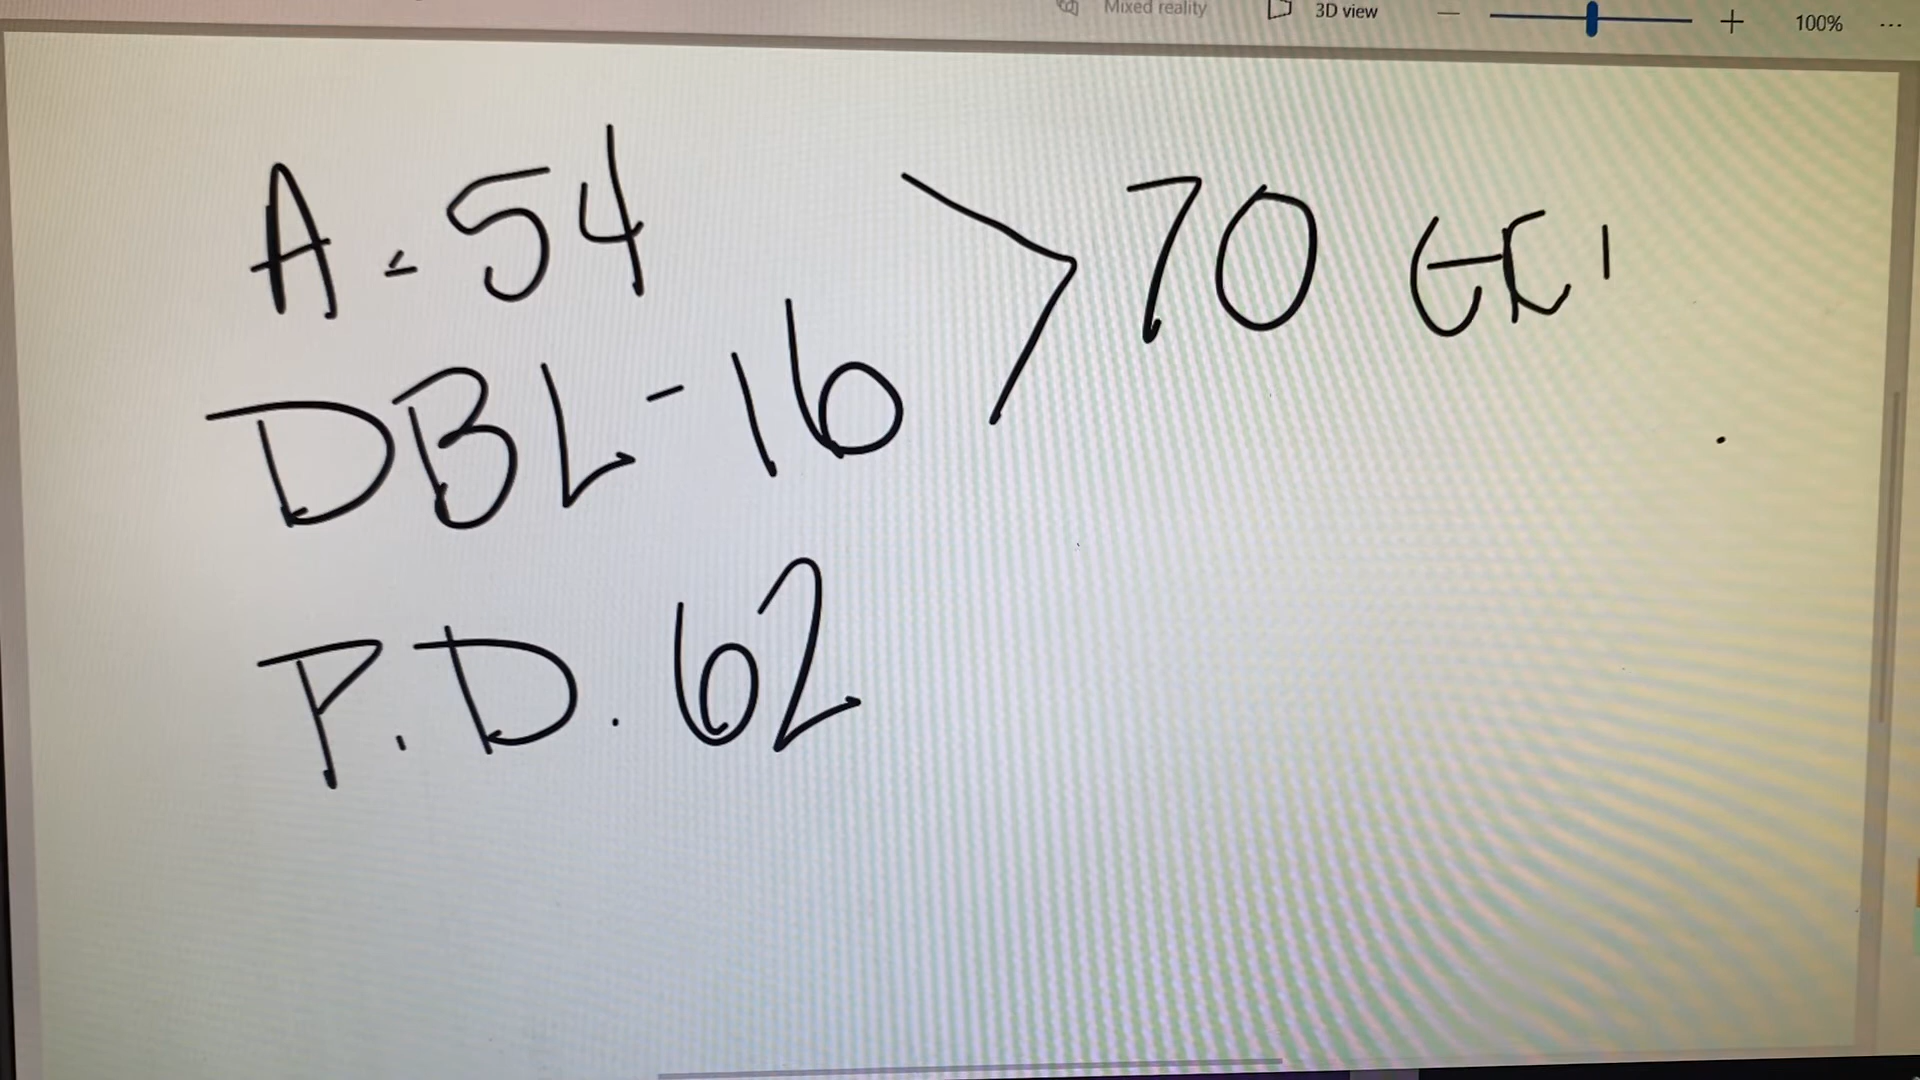 Mixed reality 3D view — + 100% ...
A = 54 > 70
DBL - 16
P.D. 62